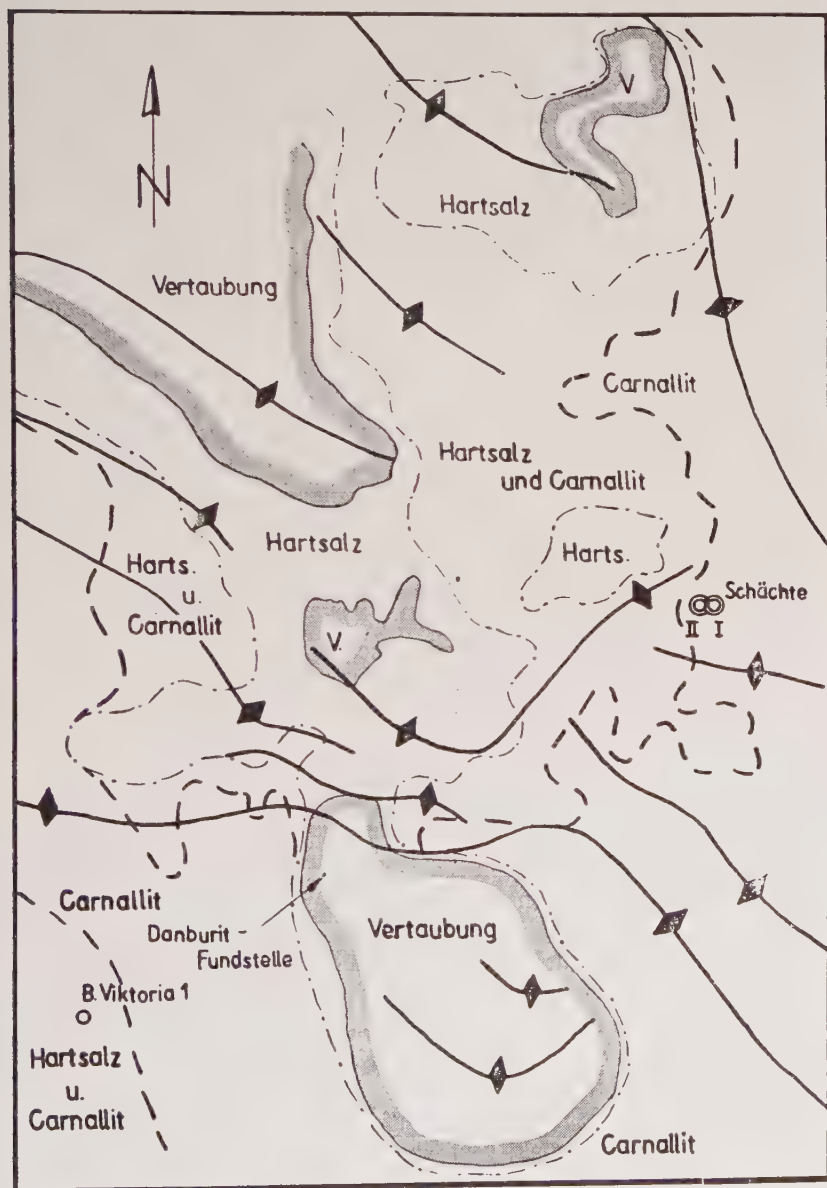 N
V
Hartsalz
Vertaubung
Carnallit
Hartsalz
und Carnallit
Hartsalz
Harts.
Harts.
u.
Carnallit
V.
Schächte
II I
Carnallit
Danburit -
Fundstelle
Vertaubung
B. Viktoria 1
Hartsalz
u.
Carnallit
Carnallit